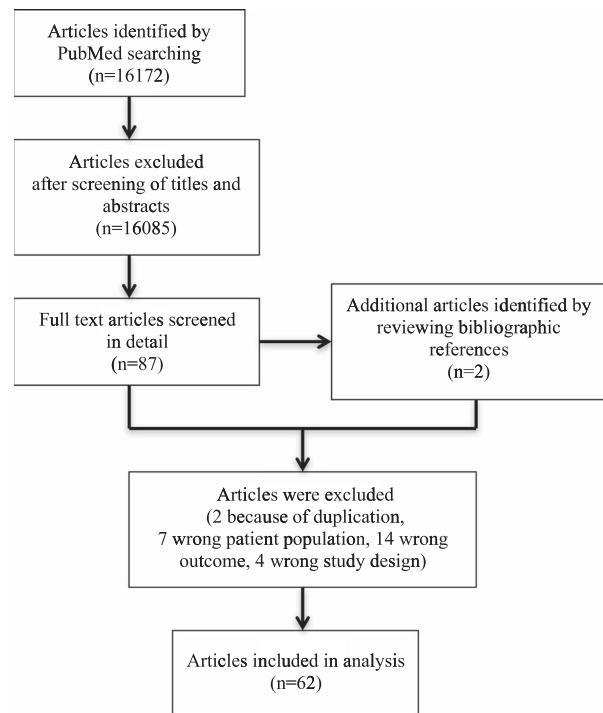 Articles identified by
PubMed searching
(n=16172)
Articles excluded
after screening of titles and
abstracts
(n=16085)
Full text articles screened
in detail
(n=87)
Additional articles identified by
reviewing bibliographic
references
(n=2)
Articles were excluded
(2 because of duplication,
7 wrong patient population, 14 wrong
outcome, 4 wrong study design)
Articles included in analysis
(n=62)